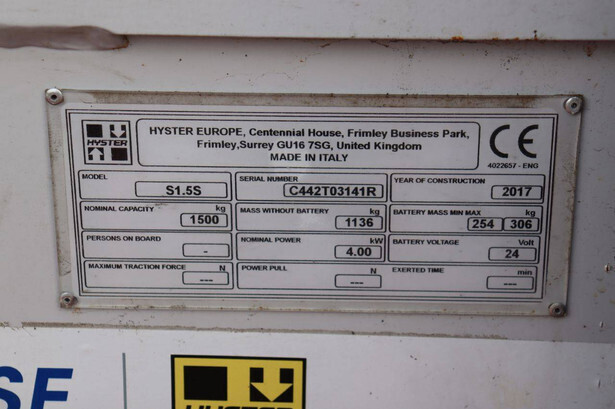 HYSTER
HYSTER EUROPE, Centennial House, Frimley Business Park,
Frimley,Surrey GU16 7SG, United Kingdom
MADE IN ITALY
CE
4022657 - ENG
MODEL
S1.5S
SERIAL NUMBER
C442T03141R
YEAR OF CONSTRUCTION
2017
NOMINAL CAPACITY kg
1500
MASS WITHOUT BATTERY kg
1136
BATTERY MASS MIN MAX kg
254 306
PERSONS ON BOARD
-
NOMINAL POWER kW
4.00
BATTERY VOLTAGE Volt
24
MAXIMUM TRACTION FORCE N
---
POWER PULL N
---
EXERTED TIME min
---
SE
HYSTER